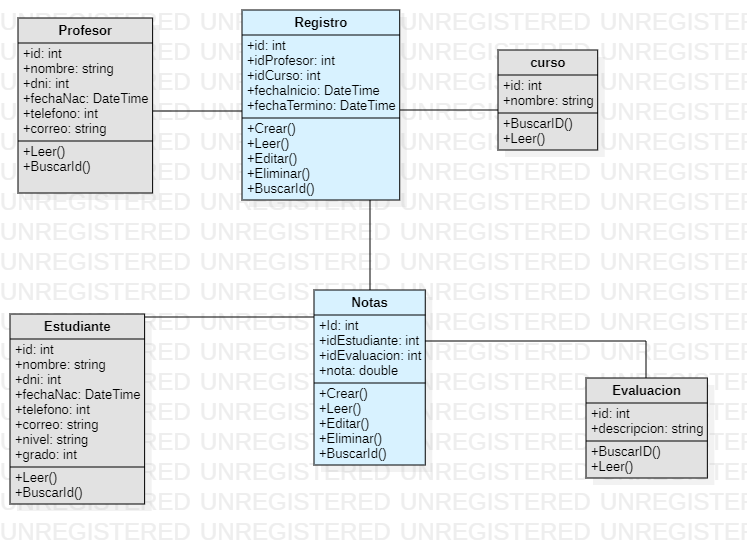 Profesor
+id: int
+nombre: string
+dni: int
+fechaNac: DateTime
+telefono: int
+correo: string
+Leer()
+BuscarId()
Registro
+id: int
+idProfesor: int
+idCurso: int
+fechaInicio: DateTime
+fechaTermino: DateTime
+Crear()
+Leer()
+Editar()
+Eliminar()
+BuscarId()
curso
+id: int
+nombre: string
+BuscarID()
+Leer()
Estudiante
+id: int
+nombre: string
+dni: int
+fechaNac: DateTime
+telefono: int
+correo: string
+nivel: string
+grado: int
+Leer()
+BuscarId()
Notas
+Id: int
+idEstudiante: int
+idEvaluacion: int
+nota: double
+Crear()
+Leer()
+Editar()
+Eliminar()
+BuscarId()
Evaluacion
+id: int
+descripcion: string
+BuscarID()
+Leer()
UNREGISTERED UNREGISTERED UNREGISTERED UNREGISTERED